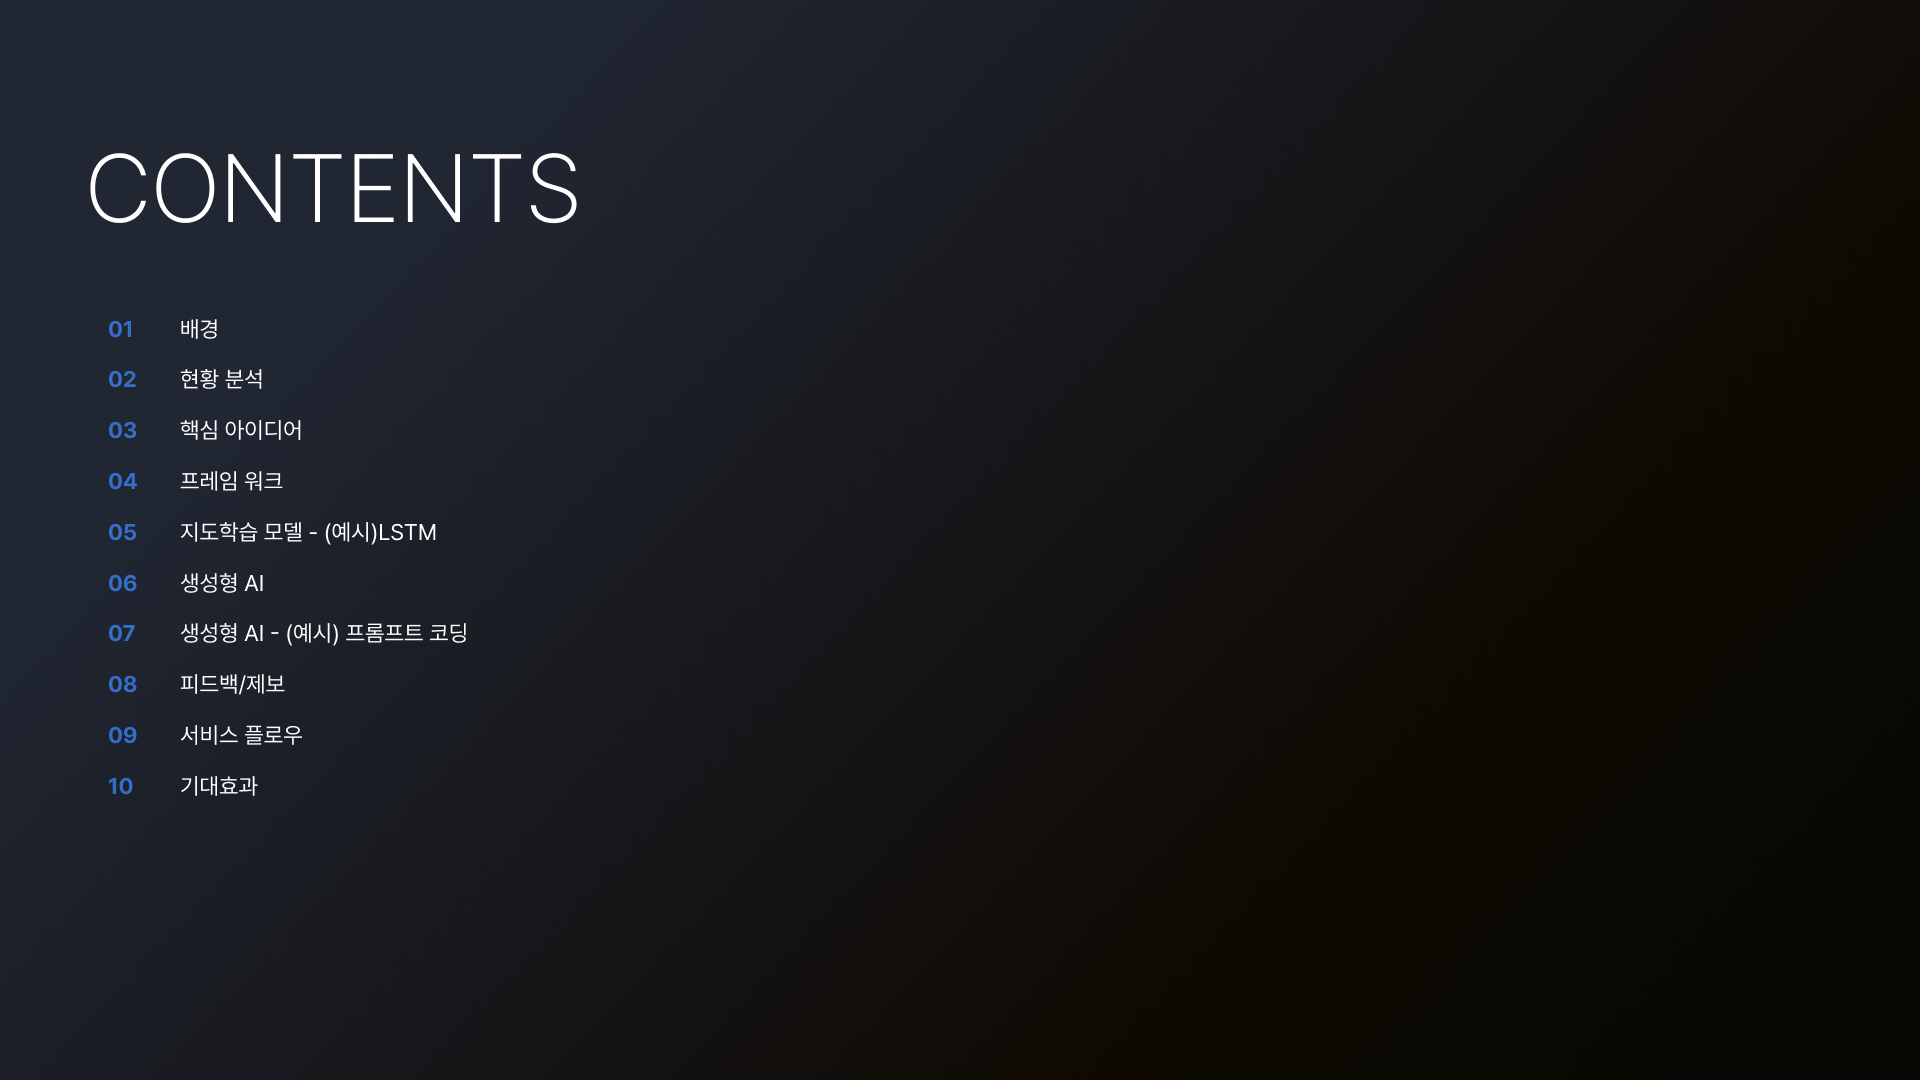 CONTENTS
01 배경
02 현황 분석
03 핵심 아이디어
04 프레임 워크
05 지도학습 모델 - (예시)LSTM
06 생성형 AI
07 생성형 AI - (예시) 프롬프트 코딩
08 피드백/제보
09 서비스 플로우
10 기대효과